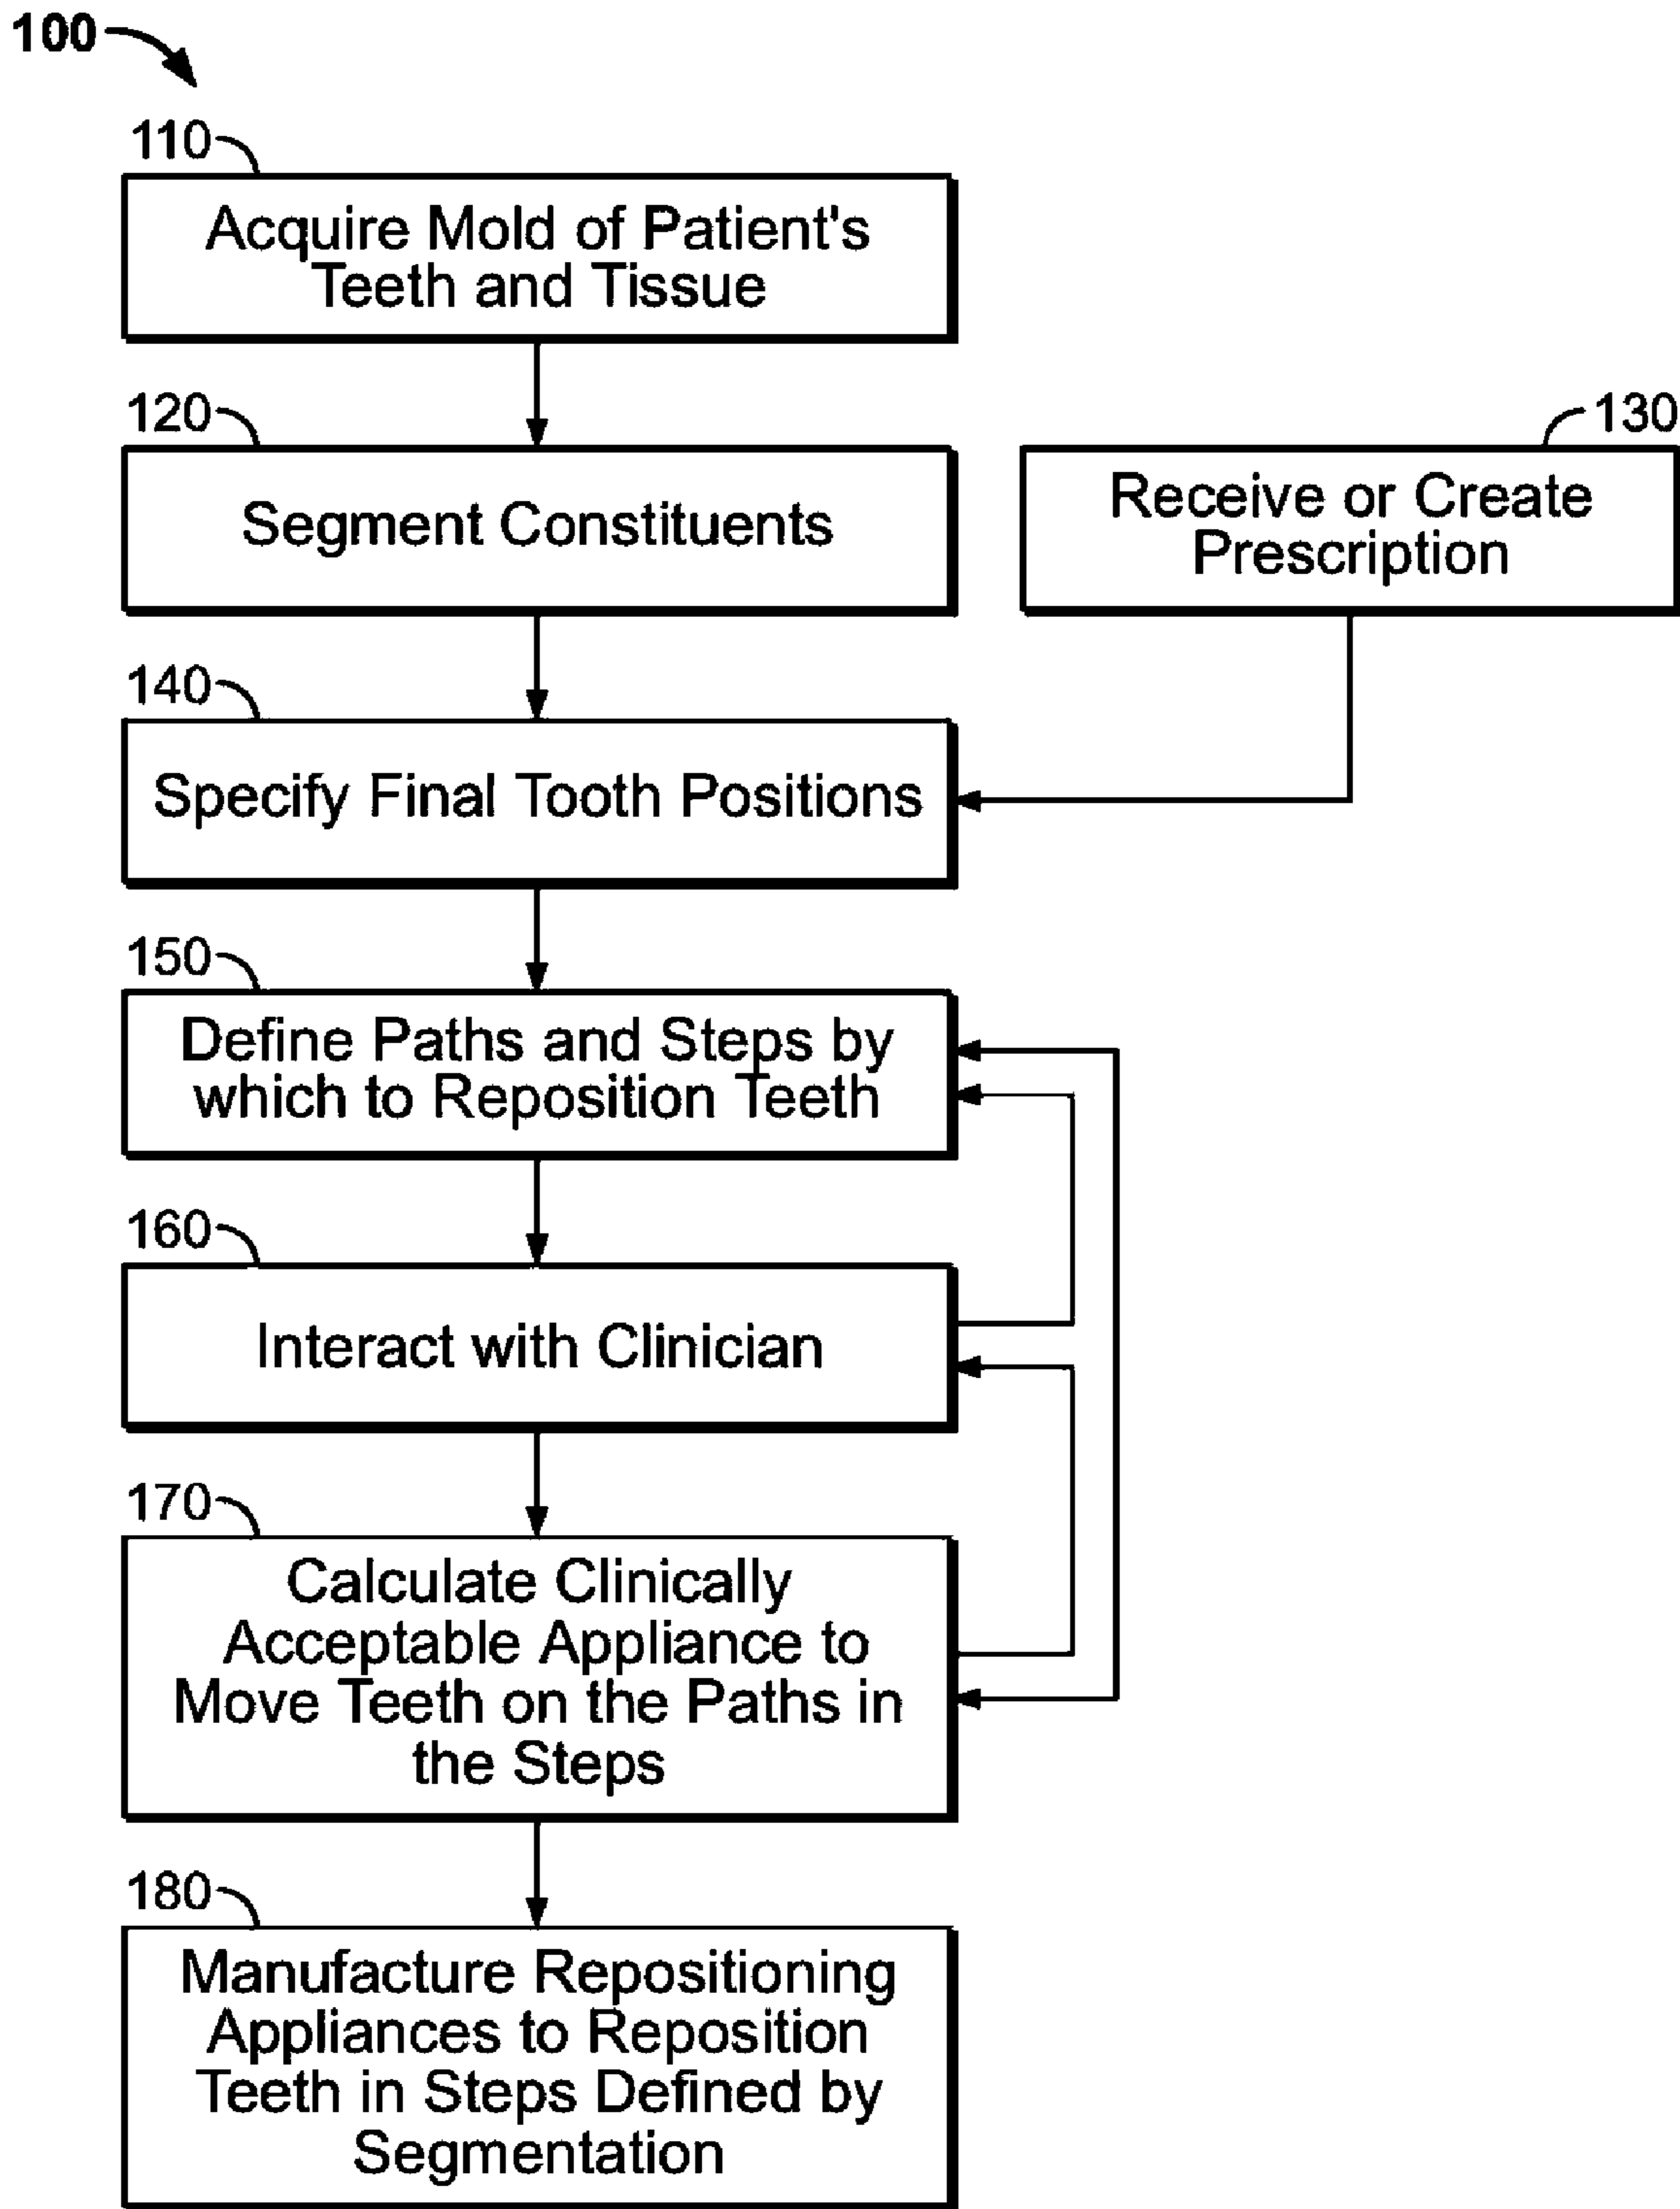 100
110
Acquire Mold of Patient's
Teeth and Tissue
120
Segment Constituents
130
Receive or Create
Prescription
140
Specify Final Tooth Positions
150
Define Paths and Steps by
which to Reposition Teeth
160
Interact with Clinician
170
Calculate Clinically
Acceptable Appliance to
Move Teeth on the Paths in
the Steps
180
Manufacture Repositioning
Appliances to Reposition
Teeth in Steps Defined by
Segmentation